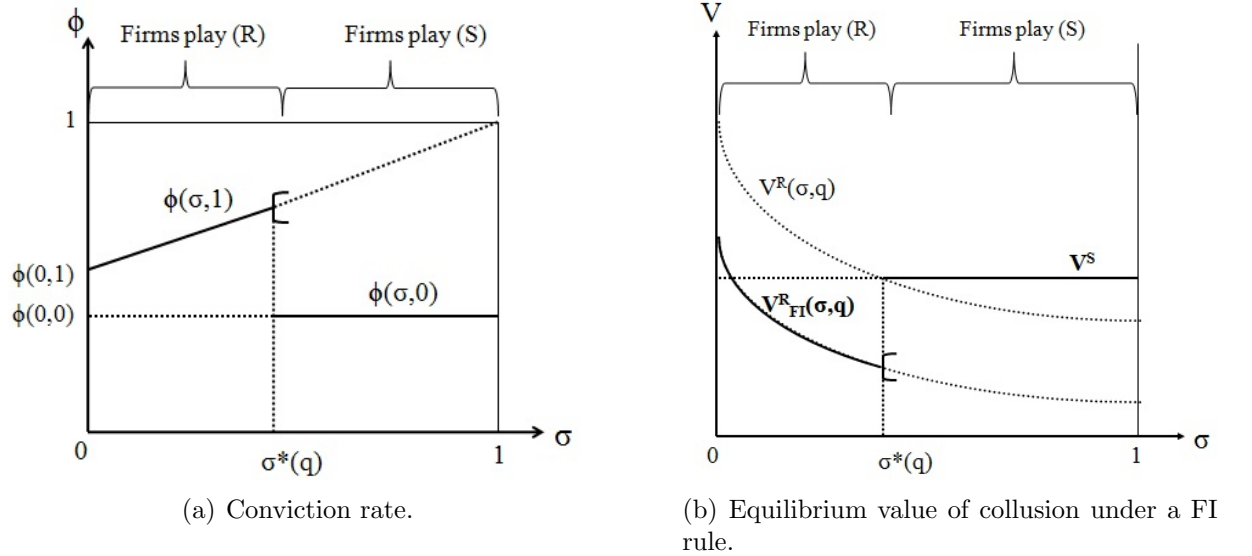 ϕ
Firms play (R)
Firms play (S)
1
ϕ(σ,1)
ϕ(0,1)
ϕ(0,0)
ϕ(σ,0)
0
σ*(q)
1
σ
(a) Conviction rate.
V
Firms play (R)
Firms play (S)
V^R(σ,q)
V^S
V^R_FI(σ,q)
0
σ*(q)
1
σ
(b) Equilibrium value of collusion under a FI
rule.